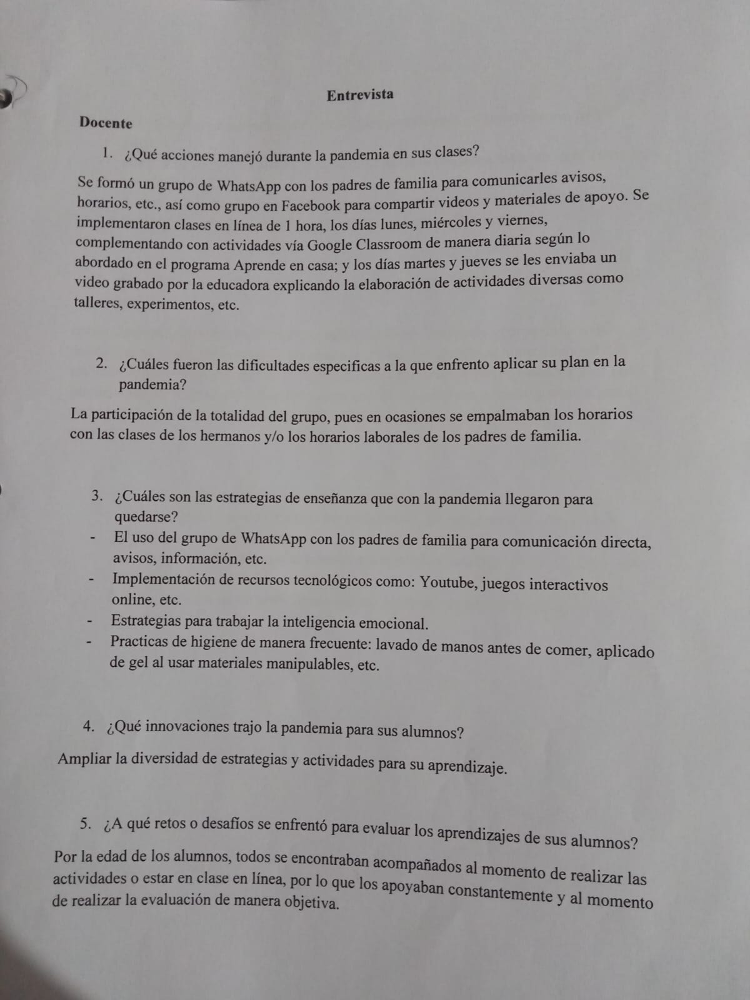 Entrevista
Docente
1. ¿Qué acciones manejó durante la pandemia en sus clases?
Se formó un grupo de WhatsApp con los padres de familia para comunicarles avisos,
horarios, etc., así como grupo en Facebook para compartir videos y materiales de apoyo. Se
implementaron clases en línea de 1 hora, los días lunes, miércoles y viernes,
complementando con actividades vía Google Classroom de manera diaria según lo
abordado en el programa Aprende en casa; y los días martes y jueves se les enviaba un
video grabado por la educadora explicando la elaboración de actividades diversas como
talleres, experimentos, etc.
2. ¿Cuáles fueron las dificultades especificas a la que enfrento aplicar su plan en la
pandemia?
La participación de la totalidad del grupo, pues en ocasiones se empalmaban los horarios
con las clases de los hermanos y/o los horarios laborales de los padres de familia.
3. ¿Cuáles son las estrategias de enseñanza que con la pandemia llegaron para
quedarse?
- El uso del grupo de WhatsApp con los padres de familia para comunicación directa,
avisos, información, etc.
- Implementación de recursos tecnológicos como: Youtube, juegos interactivos
online, etc.
- Estrategias para trabajar la inteligencia emocional.
- Practicas de higiene de manera frecuente: lavado de manos antes de comer, aplicado
de gel al usar materiales manipulables, etc.
4. ¿Qué innovaciones trajo la pandemia para sus alumnos?
Ampliar la diversidad de estrategias y actividades para su aprendizaje.
5. ¿A qué retos o desafíos se enfrentó para evaluar los aprendizajes de sus alumnos?
Por la edad de los alumnos, todos se encontraban acompañados al momento de realizar las
actividades o estar en clase en línea, por lo que los apoyaban constantemente y al momento
de realizar la evaluación de manera objetiva.